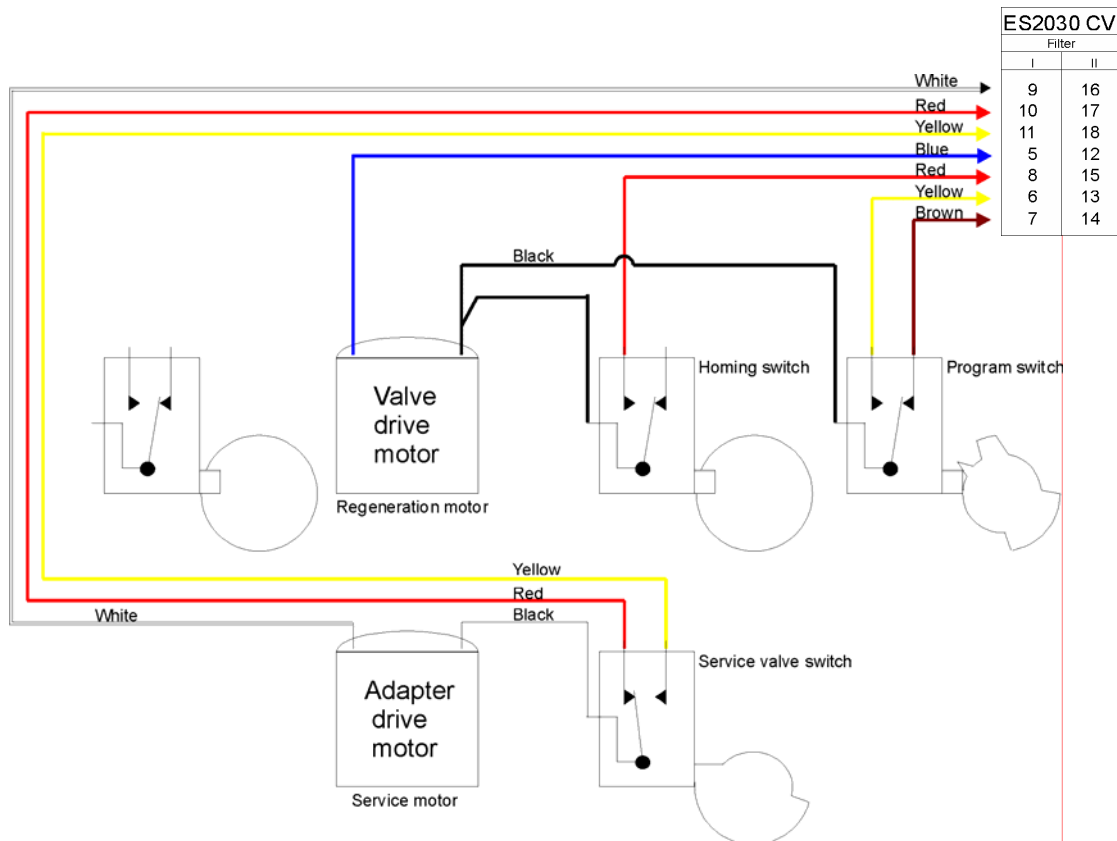 ES2030 CV
Filter
I II
White 9 16
Red 10 17
Yellow 11 18
Blue 5 12
Red 8 15
Yellow 6 13
Brown 7 14
Black
Homing switch
Program switch
Valve
drive
motor
Regeneration motor
Yellow
Red
White
Black
Service valve switch
Adapter
drive
motor
Service motor